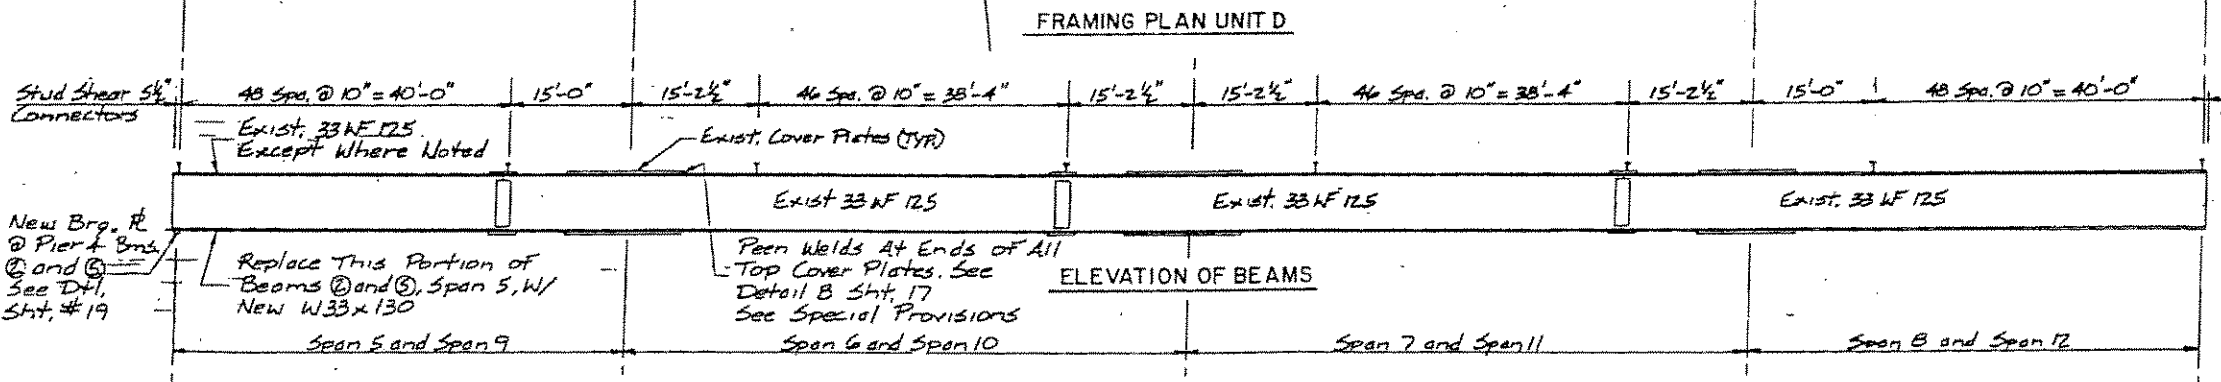 FRAMING PLAN UNIT D
Stud Shear 5½"
Connectors
48 Spa. @ 10" = 40'-0"
15'-0"
15'-2½"
46 Spa. @ 10" = 38'-4"
15'-2½"
15'-2½"
46 Spa. @ 10" = 38'-4"
15'-2½"
15'-0"
48 Spa. @ 10" = 40'-0"
Exist. 33 WF 125
Except Where Noted
Exist. Cover Plates (Typ.)
Exist 33 WF 125
Exist. 33 WF 125
Exist. 33 WF 125
New Brg. ℄
@ Pier 4 Bms.
② and ⑤
See Dtl.
Sht. #19
Replace This Portion of
Beams ② and ⑤, Span 5, W/
New W33x130
Peen Welds At Ends of All
Top Cover Plates. See
Detail B Sht. 17
See Special Provisions
ELEVATION OF BEAMS
Span 5 and Span 9
Span 6 and Span 10
Span 7 and Span 11
Span 8 and Span 12